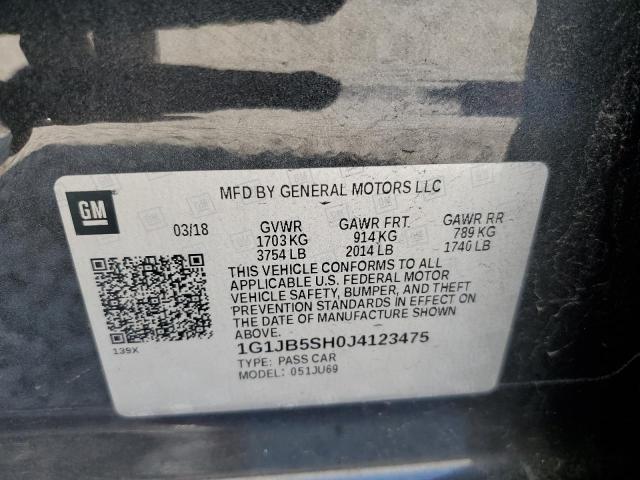 GM
MFD BY GENERAL MOTORS LLC
03/18 GVWR GAWR FRT. GAWR RR
1703 KG 914 KG 789 KG
3754 LB 2014 LB 1740 LB
THIS VEHICLE CONFORMS TO ALL
APPLICABLE U.S. FEDERAL MOTOR
VEHICLE SAFETY, BUMPER, AND THEFT
PREVENTION STANDARDS IN EFFECT ON
THE DATE OF MANUFACTURE SHOWN
ABOVE.
139X
1G1JB5SH0J4123475
TYPE: PASS CAR
MODEL: 051JU69